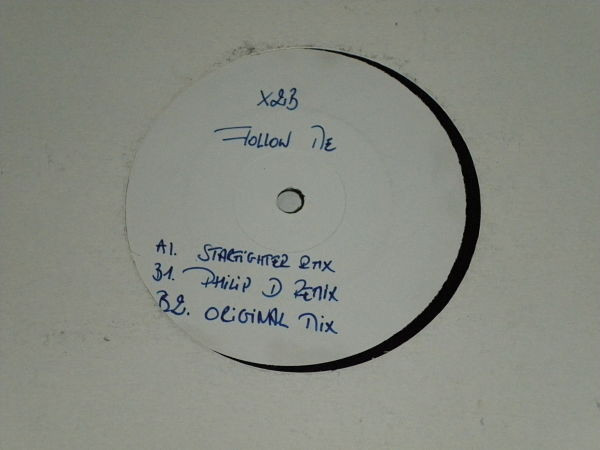 X2B
FOLLOW ME
A1. STARFIGHTER RMX
B1. PHILIP D REMIX
B2. ORIGINAL MIX